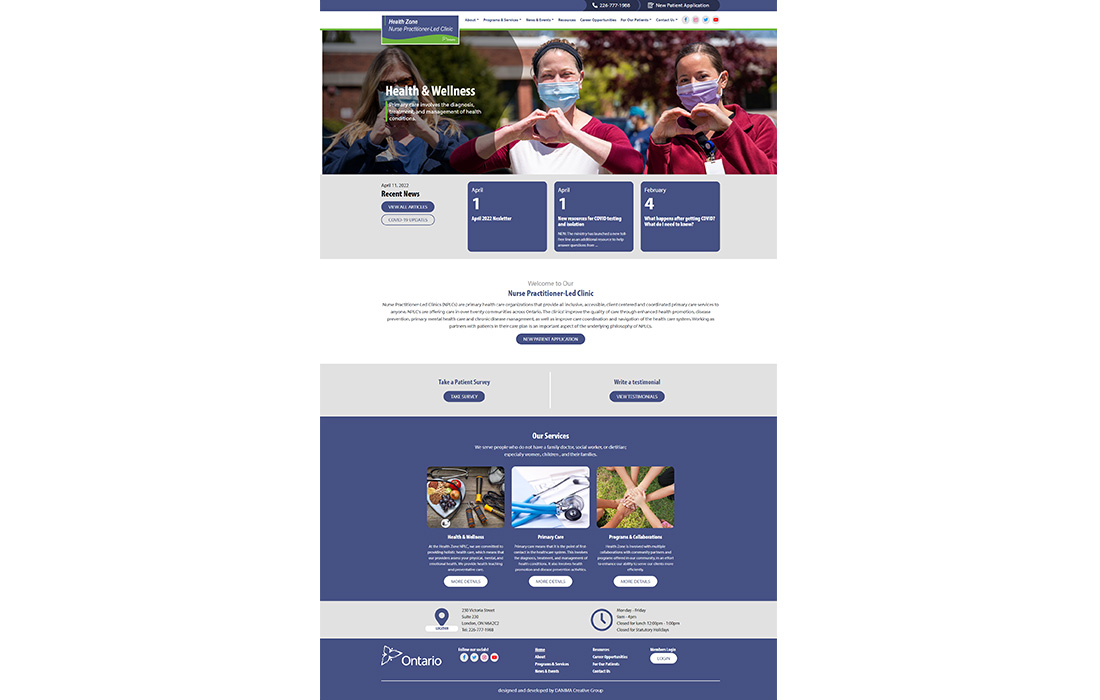 226-777-1988
New Patient Application
Health Zone
Nurse Practitioner-Led Clinic
About
Programs & Services
News & Events
Resources
Career Opportunities
For Our Patients
Contact Us
Health & Wellness
Primary care involves the diagnosis,
treatment, and management of health
conditions.
April 13, 2022
Recent News
VIEW ALL ARTICLES
COVID-19 UPDATES
April
1
April 2022 Newsletter
April
1
New resources for COVID testing
and isolation
NEW: The ministry has launched a new toll-
free line as an additional resource to help
answer questions from ...
February
4
What happens after getting COVID?
What do I need to know?
Welcome to Our
Nurse Practitioner-Led Clinic
Nurse Practitioner-Led Clinics (NPLCs) are primary health care organizations that provide all inclusive, accessible, client centered and coordinated primary care services to
anyone. NPLCs are offering care in over twenty communities across Ontario. The clinics improve the quality of care through enhanced health promotion, disease
prevention, primary mental health care and chronic disease management, as well as improve care coordination and navigation of the health care system. Working as
partners with patients in their care plan is an important aspect of the underlying philosophy of NPLCs.
NEW PATIENT APPLICATION
Take a Patient Survey
TAKE SURVEY
Write a testimonial
VIEW TESTIMONIALS
Our Services
We serve people who do not have a family doctor, social worker, or dietitian;
especially women, children, and their families.
Health & Wellness
At the Health Zone NPLC, we are committed to
providing holistic health care, which means that
our providers assess your physical, mental, and
emotional health. We provide health teaching
and preventative care.
MORE DETAILS
Primary Care
Primary care means that it is the point of first
contact in the healthcare system. This involves
the diagnosis, treatment, and management of
health conditions. It also involves health
promotion and disease prevention activities.
MORE DETAILS
Programs & Collaborations
Health Zone is involved with multiple
collaborations with community partners and
programs offered in our community, in an effort
to enhance our ability to serve our clients more
efficiently.
MORE DETAILS
LOCATION
230 Victoria Street
Suite 230
London, ON N6A2C2
Tel: 226-777-1988
Monday - Friday
9am - 4pm
Closed for lunch 12:00pm - 1:00pm
Closed for Statutory Holidays
Ontario
Follow our socials!
Home
About
Programs & Services
News & Events
Resources
Career Opportunities
For Our Patients
Contact Us
Members Login
LOGIN
designed and developed by DAMMA Creative Group